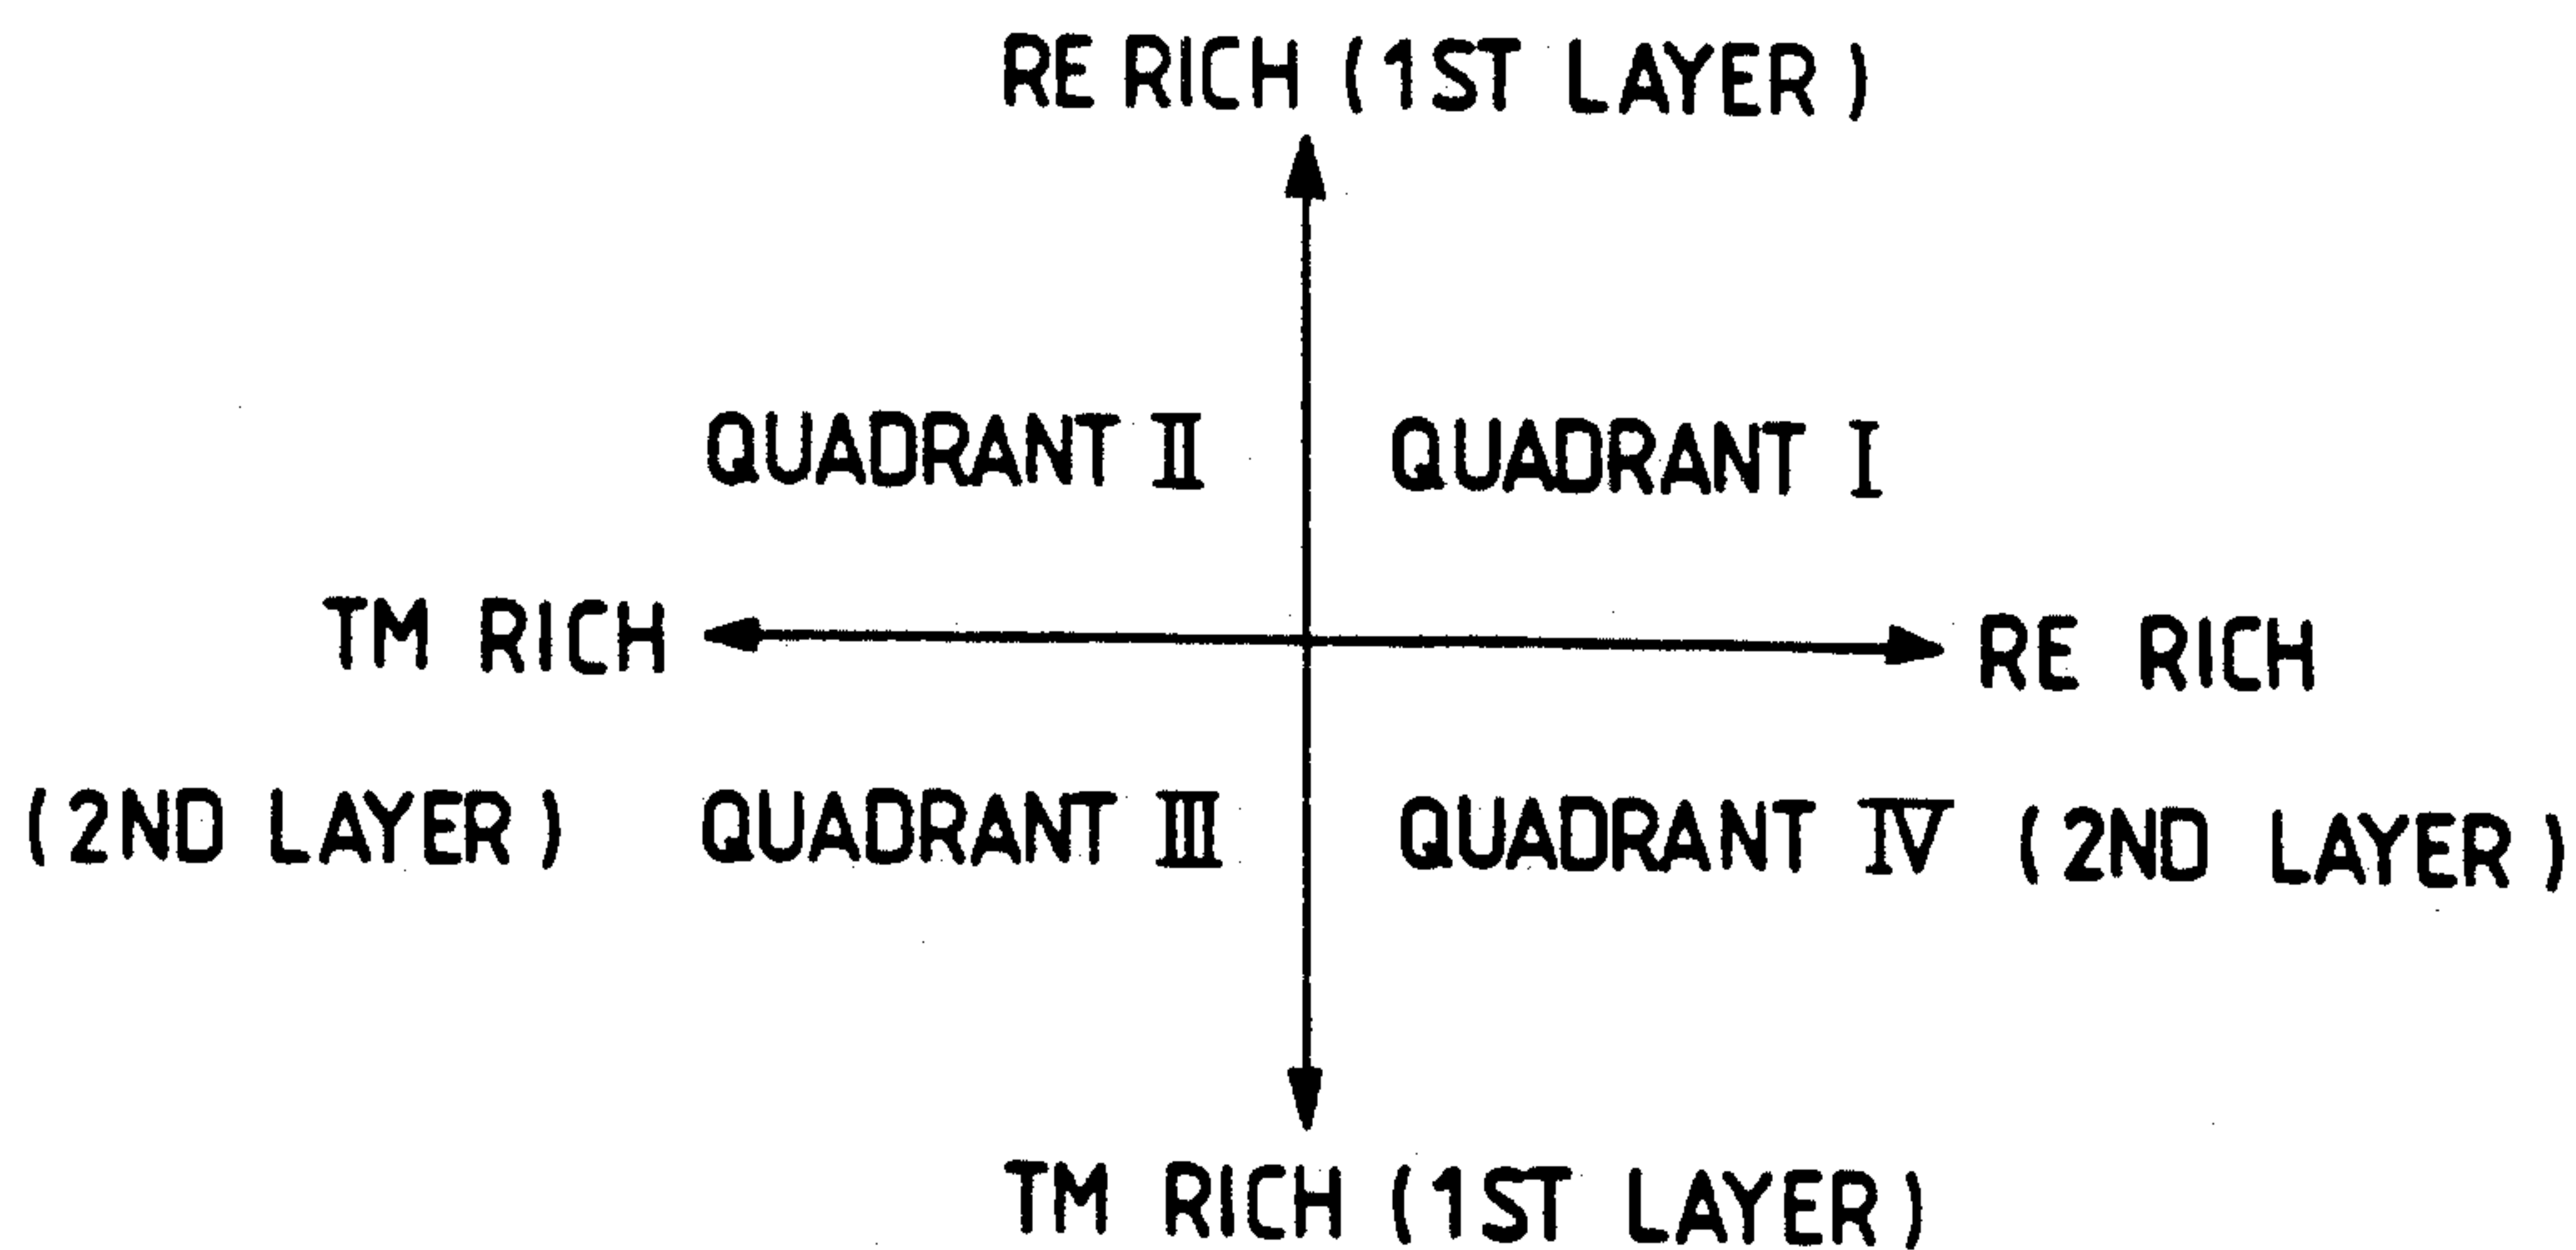 RE RICH (1ST LAYER)
QUADRANT II QUADRANT I
TM RICH RE RICH
(2ND LAYER) QUADRANT III QUADRANT IV (2ND LAYER)
TM RICH (1ST LAYER)